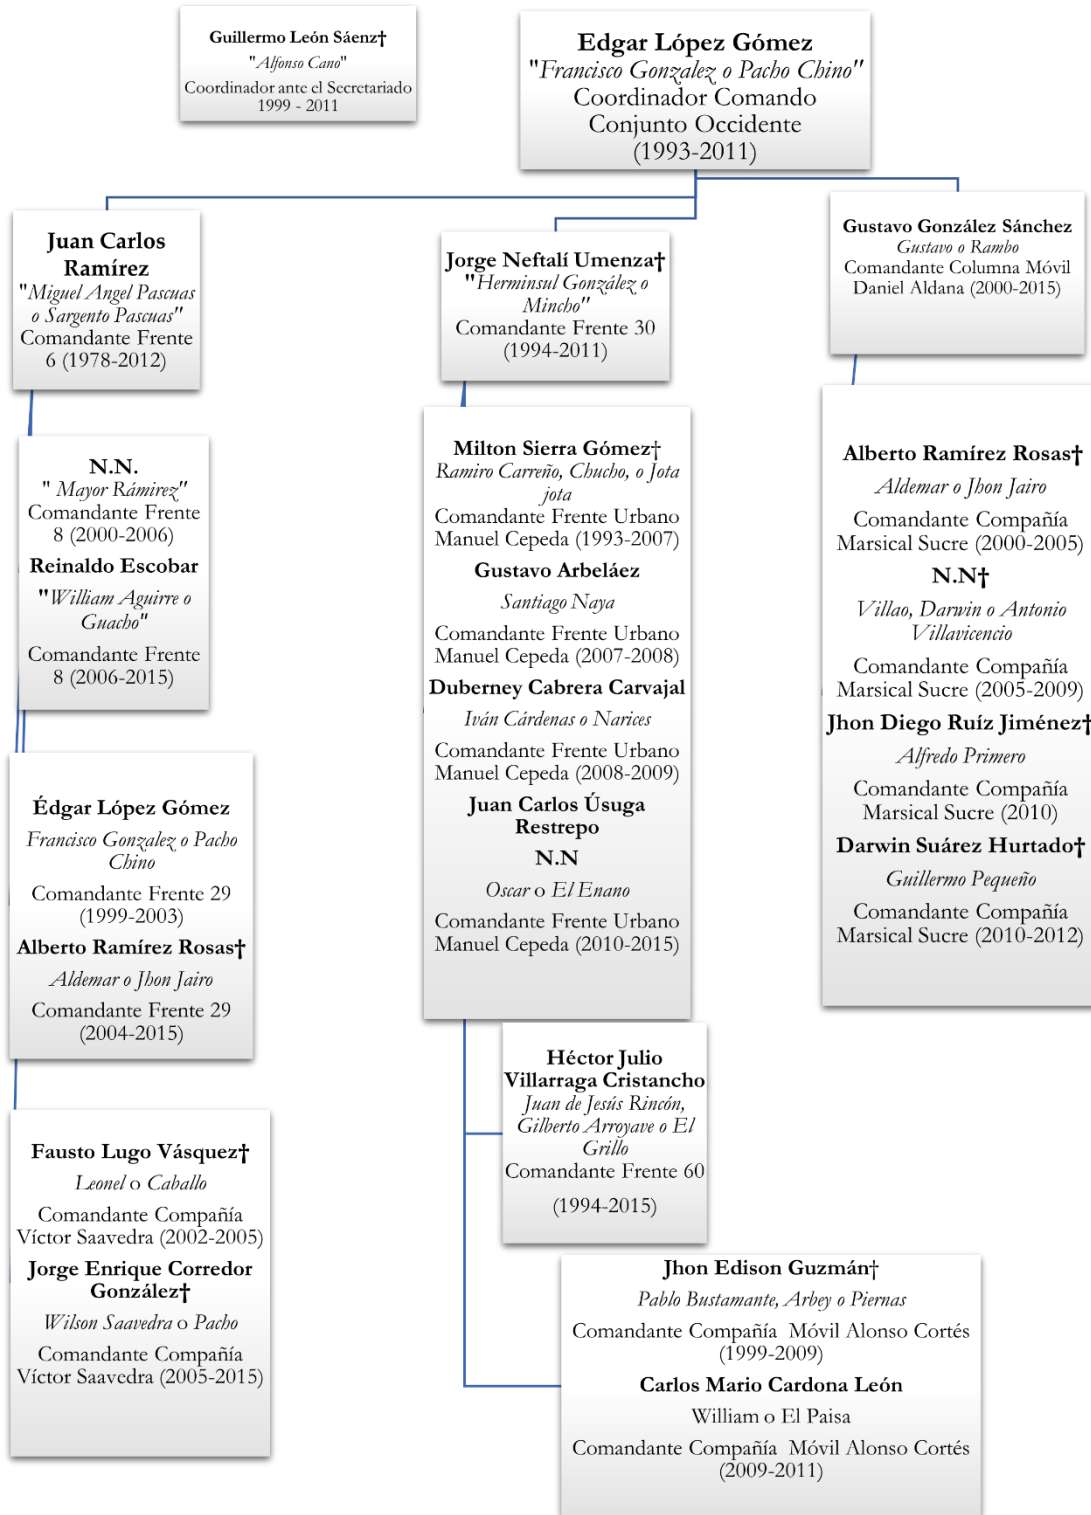 Guillermo León Sáenz†
"Alfonso Cano"
Coordinador ante el Secretariado
1999 - 2011
Edgar López Gómez
"Francisco Gonzalez o Pacho Chino"
Coordinador Comando
Conjunto Occidente
(1993-2011)
Juan Carlos
Ramírez
"Miguel Angel Pascuas
o Sargento Pascuas"
Comandante Frente
6 (1978-2012)
Jorge Neftalí Umenza†
"Herminsul González o
Mincho"
Comandante Frente 30
(1994-2011)
Gustavo González Sánchez
Gustavo o Rambo
Comandante Columna Móvil
Daniel Aldana (2000-2015)
N.N.
" Mayor Rámirez"
Comandante Frente
8 (2000-2006)
Reinaldo Escobar
"William Aguirre o
Guacho"
Comandante Frente
8 (2006-2015)
Édgar López Gómez
Francisco Gonzalez o Pacho
Chino
Comandante Frente 29
(1999-2003)
Alberto Ramírez Rosas†
Aldemar o Jhon Jairo
Comandante Frente 29
(2004-2015)
Fausto Lugo Vásquez†
Leonel o Caballo
Comandante Compañía
Víctor Saavedra (2002-2005)
Jorge Enrique Corredor
González†
Wilson Saavedra o Pacho
Comandante Compañía
Víctor Saavedra (2005-2015)
Milton Sierra Gómez†
Ramiro Carreño, Chucho, o Jota
jota
Comandante Frente Urbano
Manuel Cepeda (1993-2007)
Gustavo Arbeláez
Santiago Naya
Comandante Frente Urbano
Manuel Cepeda (2007-2008)
Duberney Cabrera Carvajal
Iván Cárdenas o Narices
Comandante Frente Urbano
Manuel Cepeda (2008-2009)
Juan Carlos Úsuga
Restrepo
N.N
Oscar o El Enano
Comandante Frente Urbano
Manuel Cepeda (2010-2015)
Héctor Julio
Villarraga Cristancho
Juan de Jesús Rincón,
Gilberto Arroyave o El
Grillo
Comandante Frente 60
(1994-2015)
Jhon Edison Guzmán†
Pablo Bustamante, Arbey o Piernas
Comandante Compañía Móvil Alonso Cortés
(1999-2009)
Carlos Mario Cardona León
William o El Paisa
Comandante Compañía Móvil Alonso Cortés
(2009-2011)
Alberto Ramírez Rosas†
Aldemar o Jhon Jairo
Comandante Compañía
Marsical Sucre (2000-2005)
N.N†
Villao, Darwin o Antonio
Villavicencio
Comandante Compañía
Marsical Sucre (2005-2009)
Jhon Diego Ruíz Jiménez†
Alfredo Primero
Comandante Compañía
Marsical Sucre (2010)
Darwin Suárez Hurtado†
Guillermo Pequeño
Comandante Compañía
Marsical Sucre (2010-2012)